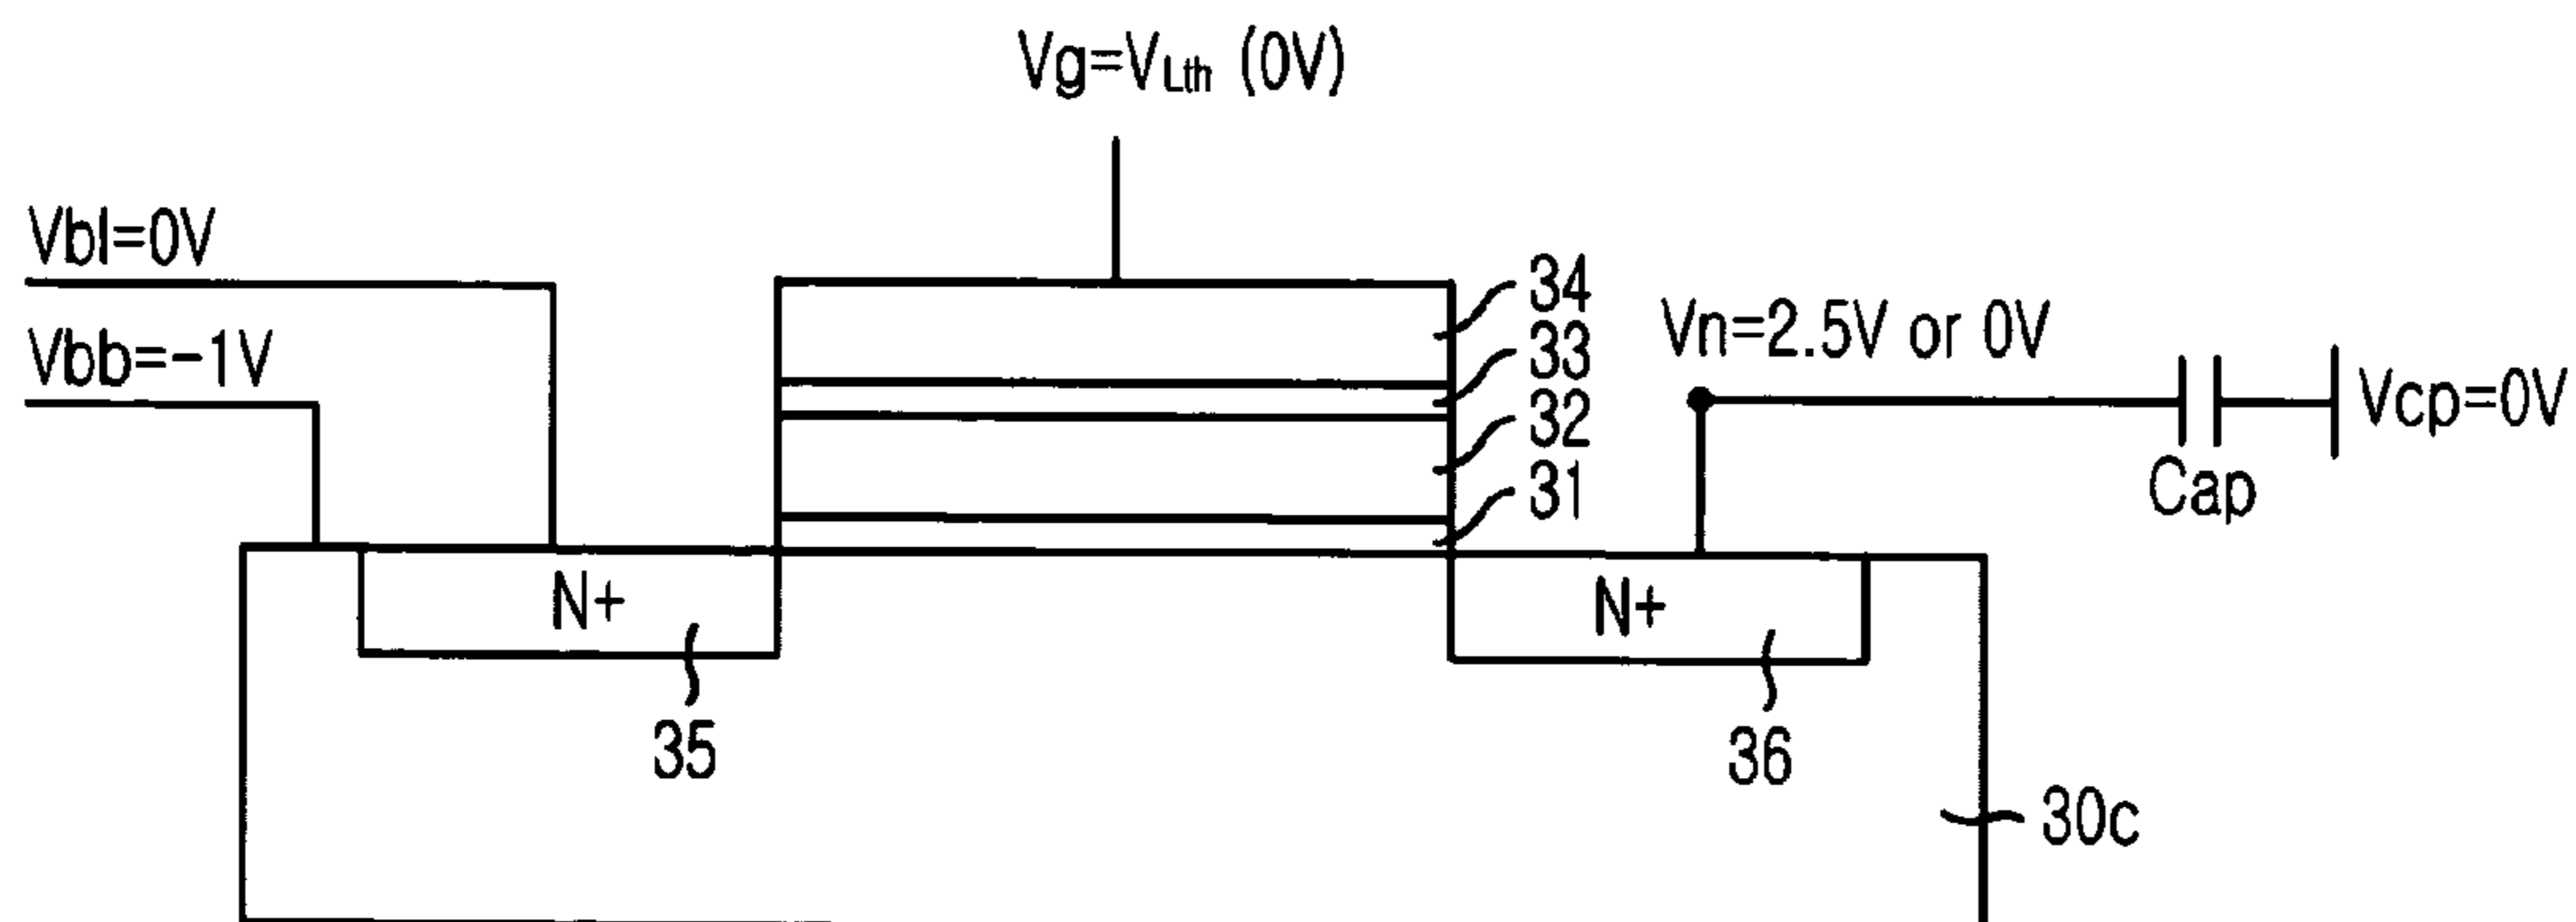 Vg=VLth (0V)
Vbl=0V
Vbb=-1V
34
33
32
31
Vn=2.5V or 0V
Vcp=0V
Cap
N+
N+
35
36
30c